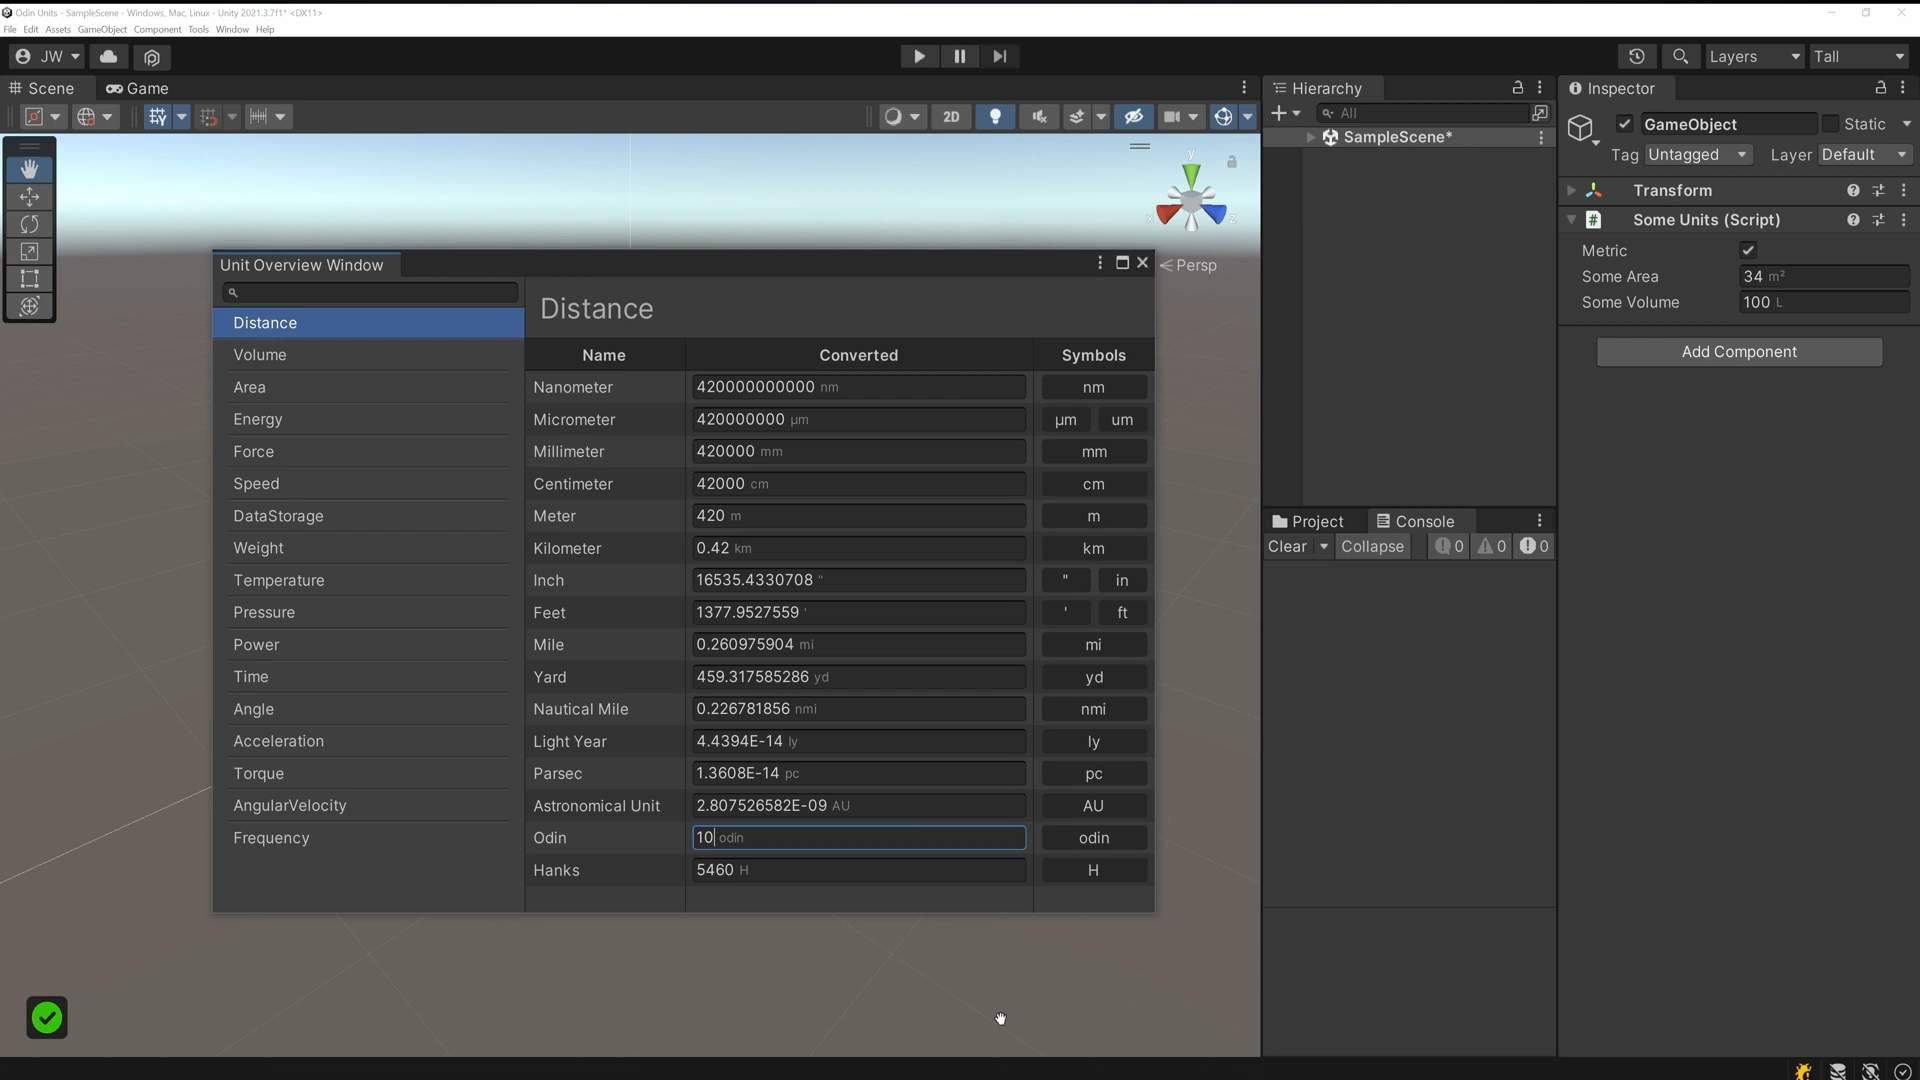 Odin Units - SampleScene - Windows, Mac, Linux - Unity 2021.3.7f1* <DX11>
File Edit Assets GameObject Component Tools Window Help
JW Layers Tall
Scene Game Hierarchy Inspector
2D All
SampleScene*
GameObject Static
Tag Untagged Layer Default
Transform
Some Units (Script)
Metric
Some Area 34 m²
Some Volume 100 L
Add Component
y
x z
Persp
Unit Overview Window
Distance
Volume
Area
Energy
Force
Speed
DataStorage
Weight
Temperature
Pressure
Power
Time
Angle
Acceleration
Torque
AngularVelocity
Frequency
Distance
Name Converted Symbols
Nanometer 420000000000 nm nm
Micrometer 420000000 µm µm um
Millimeter 420000 mm mm
Centimeter 42000 cm cm
Meter 420 m m
Kilometer 0.42 km km
Inch 16535.4330708 " " in
Feet 1377.9527559 ' ' ft
Mile 0.260975904 mi mi
Yard 459.317585286 yd yd
Nautical Mile 0.226781856 nmi nmi
Light Year 4.4394E-14 ly ly
Parsec 1.3608E-14 pc pc
Astronomical Unit 2.807526582E-09 AU AU
Odin 10 odin odin
Hanks 5460 H H
Project Console
Clear Collapse 0 0 0